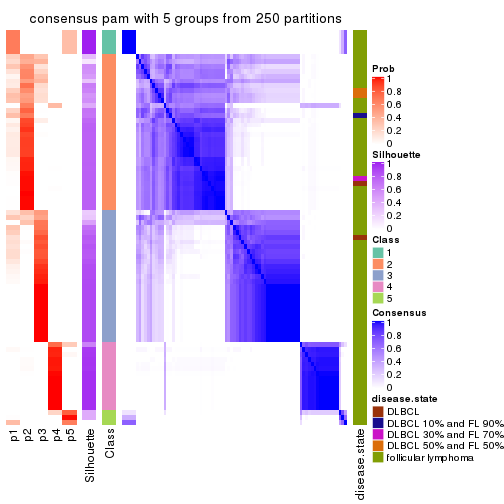 consensus pam with 5 groups from 250 partitions
Prob
1
0.8
0.6
0.4
0.2
0
Silhouette
1
0.8
0.6
0.4
0.2
0
Class
1
2
3
4
5
Consensus
1
0.8
0.6
0.4
0.2
0
disease.state
DLBCL
DLBCL 10% and FL 90%
DLBCL 30% and FL 70%
DLBCL 50% and FL 50%
follicular lymphoma
p1
p2
p3
p4
p5
Silhouette
Class
disease.state